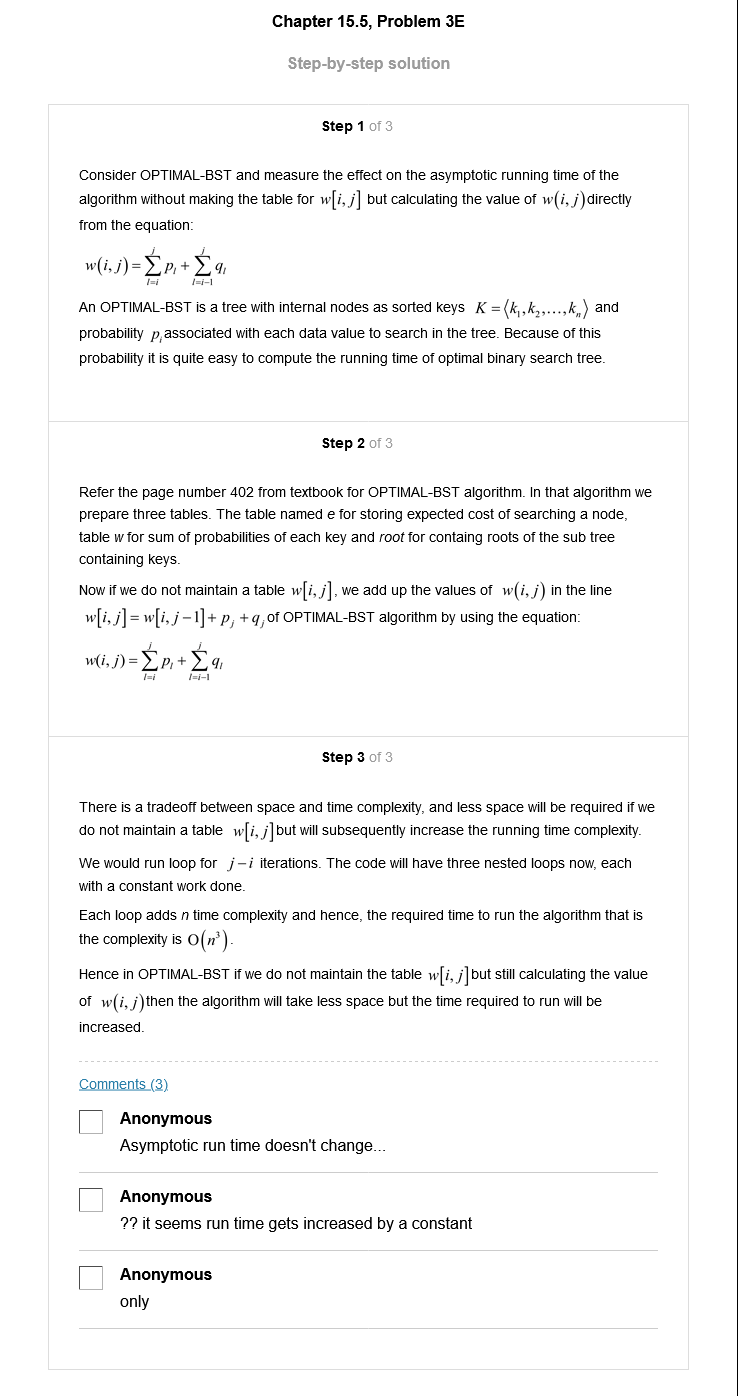 Chapter 15.5, Problem 3E
Step-by-step solution
Step 1 of 3
Consider OPTIMAL-BST and measure the effect on the asymptotic running time of the
algorithm without making the table for w[i, j] but calculating the value of w(i, j)directly
from the equation:
w(i, j) = ∑_{l=i}^{j} p_l + ∑_{l=i-1}^{j} q_l
An OPTIMAL-BST is a tree with internal nodes as sorted keys K = ⟨k₁, k₂, ..., kₙ⟩ and
probability p_i associated with each data value to search in the tree. Because of this
probability it is quite easy to compute the running time of optimal binary search tree.
Step 2 of 3
Refer the page number 402 from textbook for OPTIMAL-BST algorithm. In that algorithm we
prepare three tables. The table named e for storing expected cost of searching a node,
table w for sum of probabilities of each key and root for containg roots of the sub tree
containing keys.
Now if we do not maintain a table w[i, j], we add up the values of w(i, j) in the line
w[i, j] = w[i, j−1] + p_j + q_j of OPTIMAL-BST algorithm by using the equation:
w(i, j) = ∑_{l=i}^{j} p_l + ∑_{l=i-1}^{j} q_l
Step 3 of 3
There is a tradeoff between space and time complexity, and less space will be required if we
do not maintain a table w[i, j]but will subsequently increase the running time complexity.
We would run loop for j−i iterations. The code will have three nested loops now, each
with a constant work done.
Each loop adds n time complexity and hence, the required time to run the algorithm that is
the complexity is O(n³).
Hence in OPTIMAL-BST if we do not maintain the table w[i, j]but still calculating the value
of w(i, j)then the algorithm will take less space but the time required to run will be
increased.
Comments (3)
Anonymous
Asymptotic run time doesn't change...
Anonymous
?? it seems run time gets increased by a constant
Anonymous
only